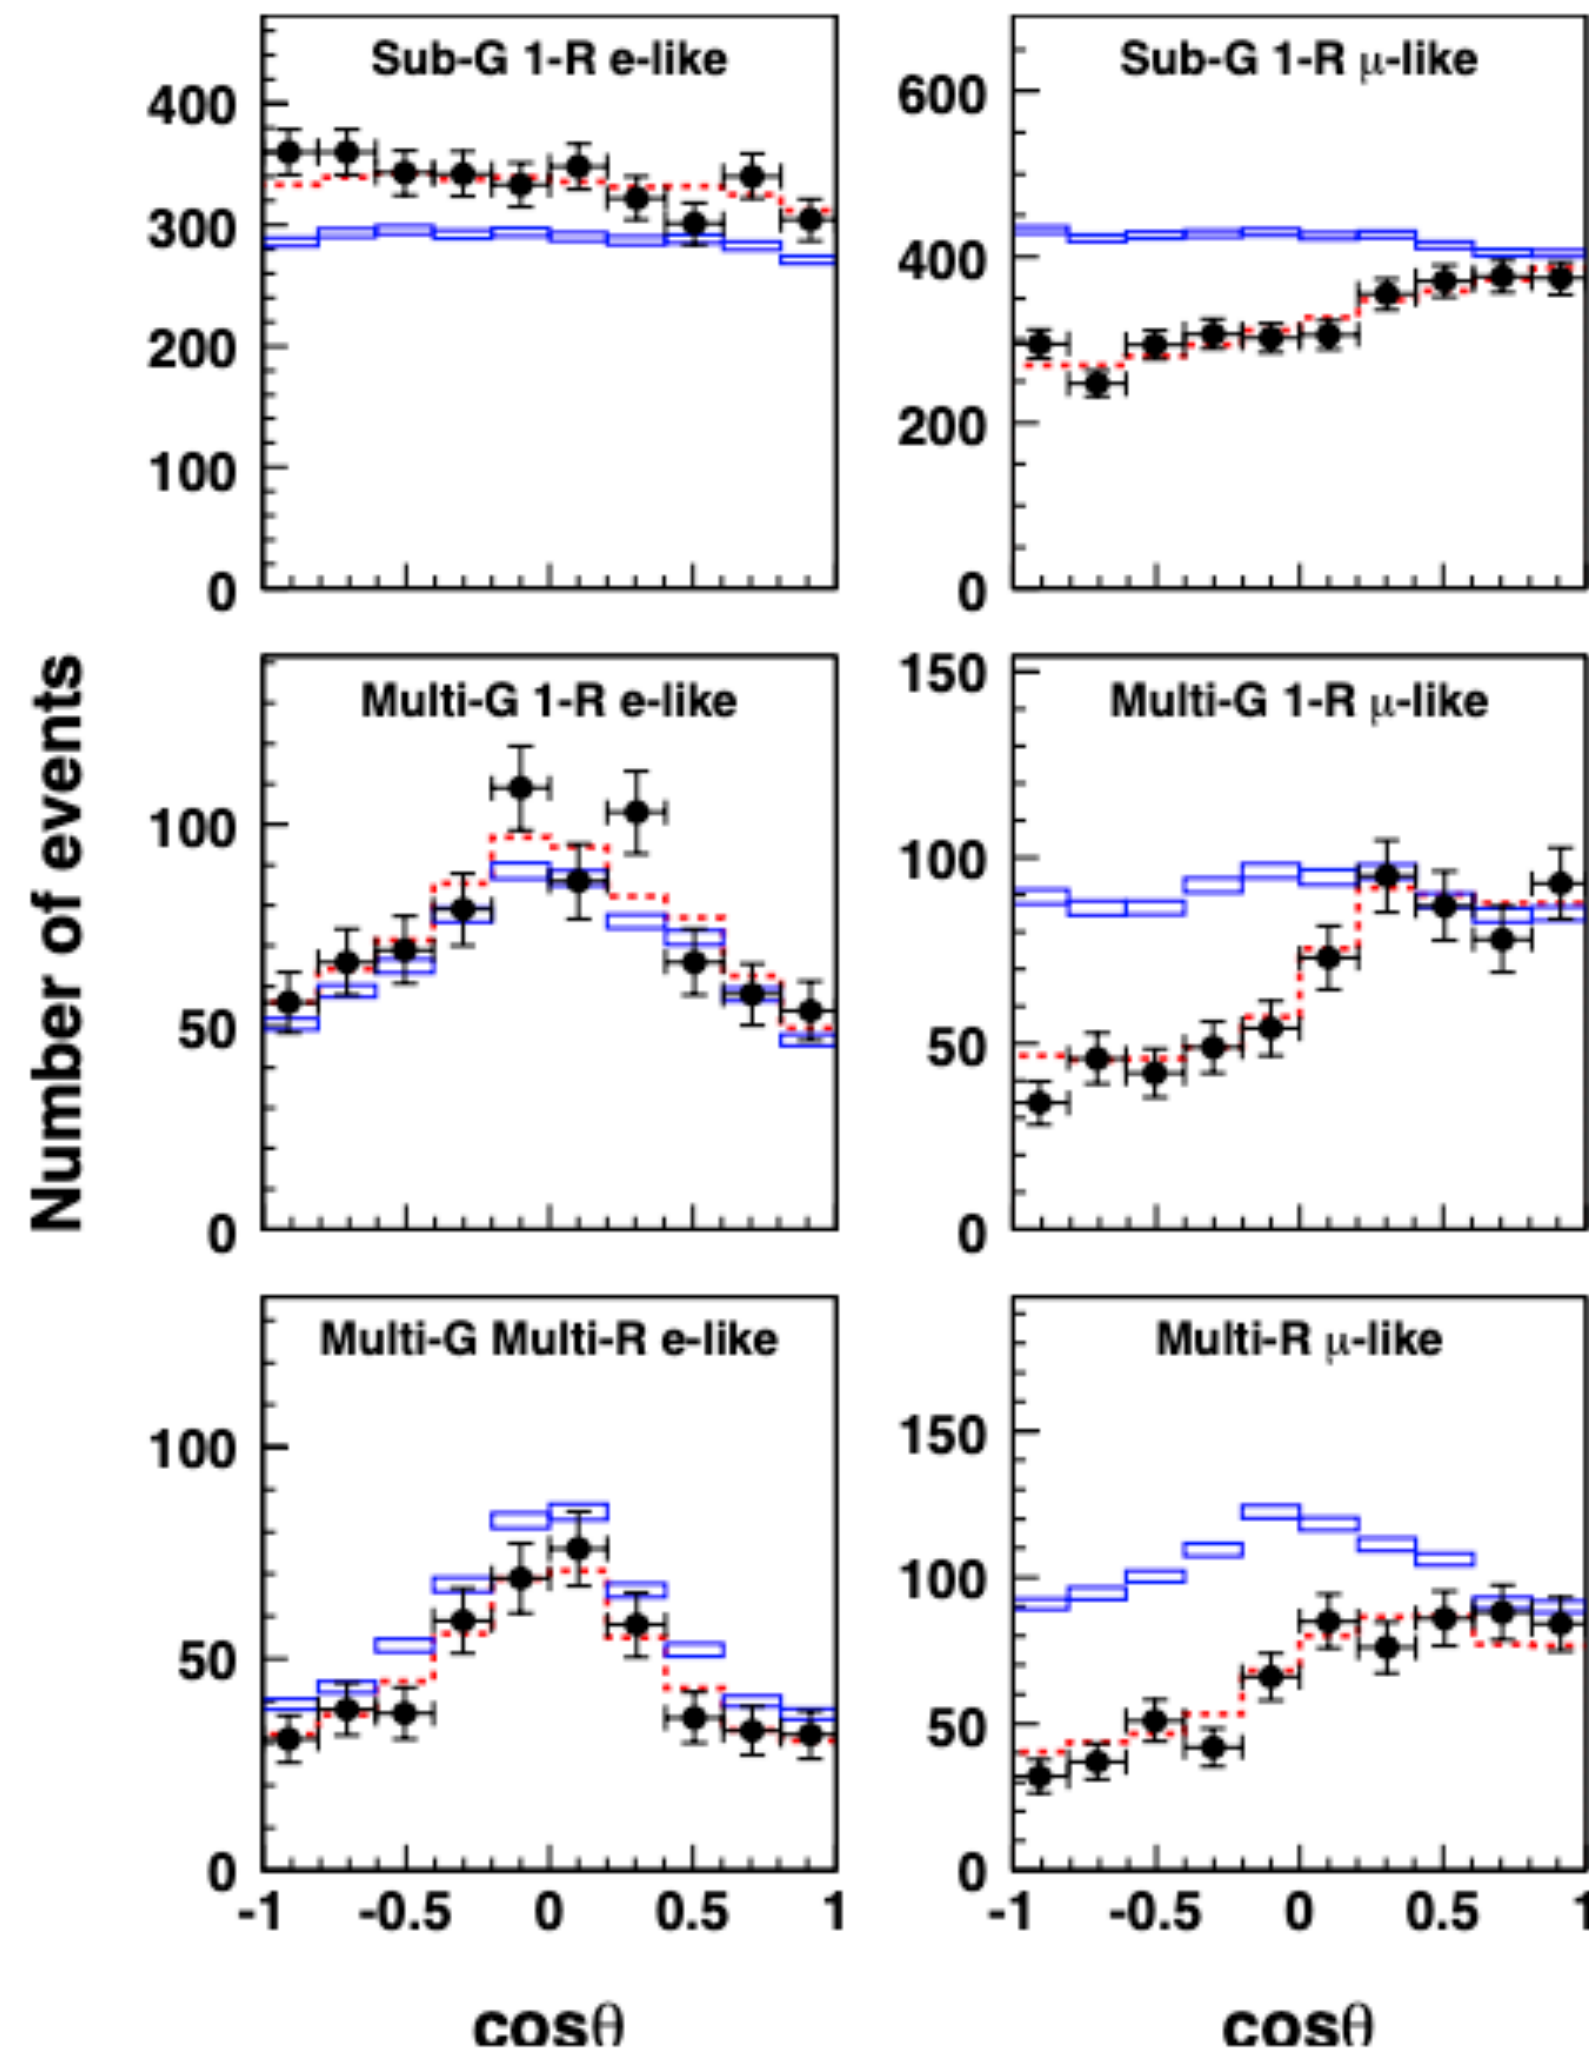 Number of events
Sub-G 1-R e-like
400
300
200
100
0
Sub-G 1-R μ-like
600
400
200
0
Multi-G 1-R e-like
100
50
0
Multi-G 1-R μ-like
150
100
50
0
Multi-G Multi-R e-like
100
50
0
-1 -0.5 0 0.5 1
cosθ
Multi-R μ-like
150
100
50
0
-1 -0.5 0 0.5 1
cosθ